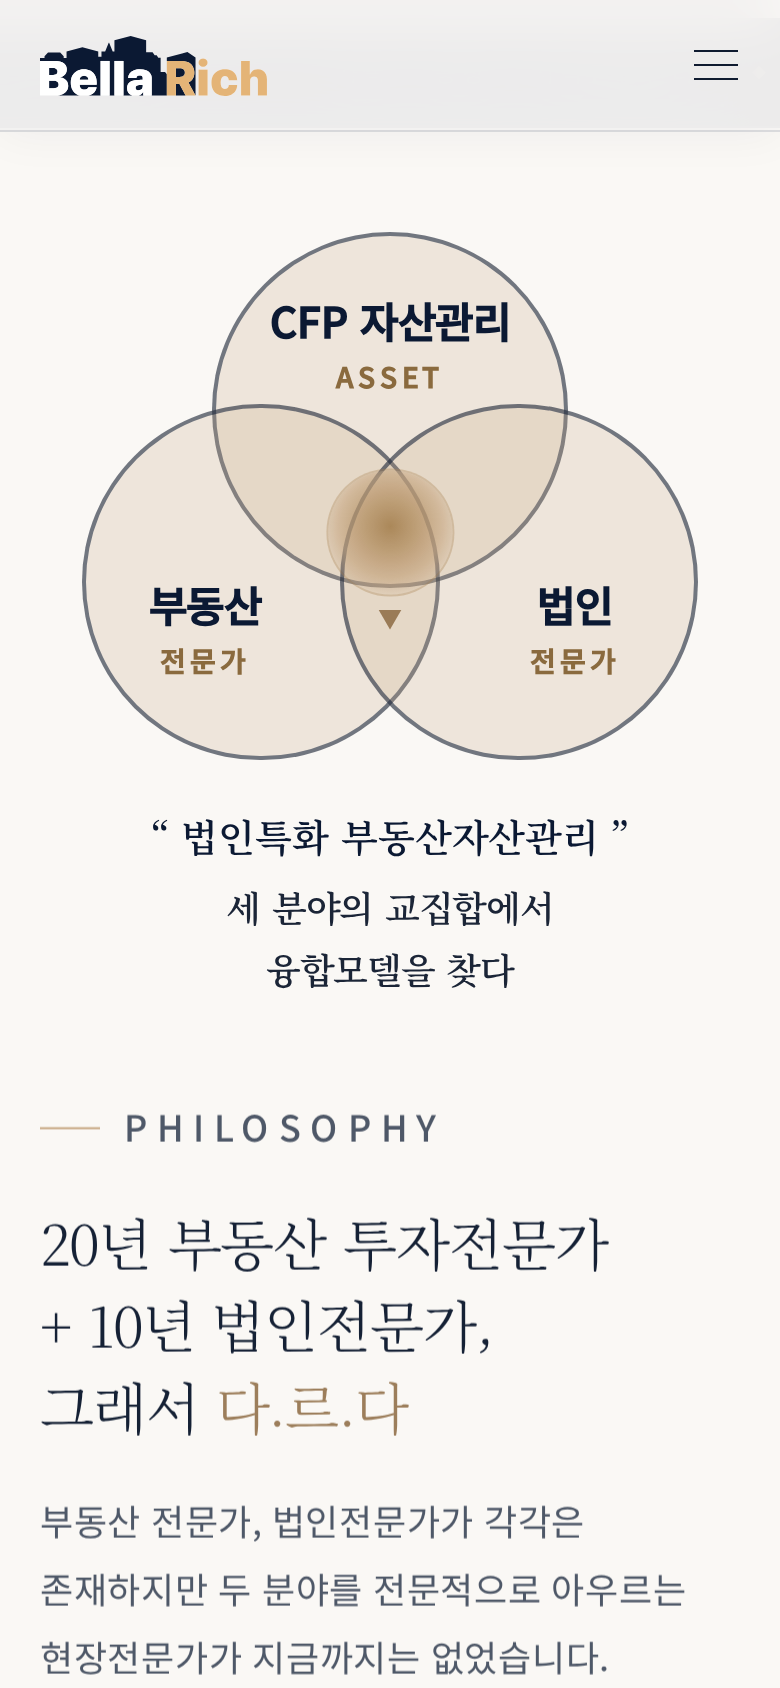 Bella Rich
CFP 자산관리
ASSET
부동산
전문가
법인
전문가
“ 법인특화 부동산자산관리 ”
세 분야의 교집합에서
융합모델을 찾다
PHILOSOPHY
20년 부동산 투자전문가
+ 10년 법인전문가,
그래서 다.르.다
부동산 전문가, 법인전문가가 각각은
존재하지만 두 분야를 전문적으로 아우르는
현장전문가가 지금까지는 없었습니다.